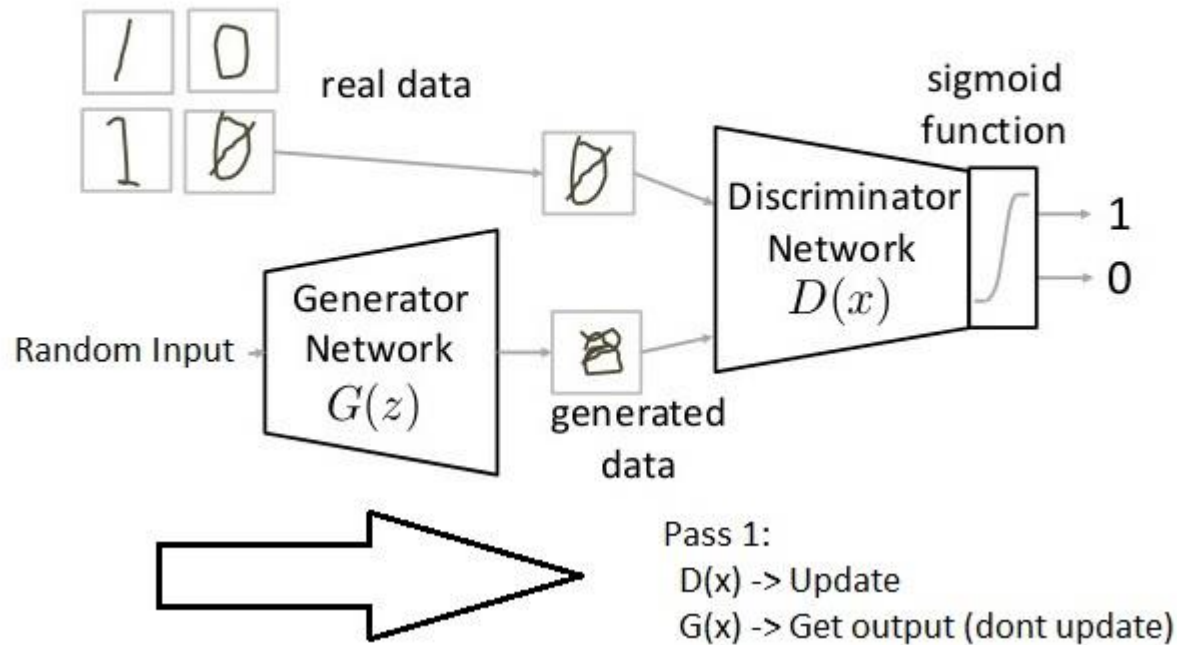 1 0
real data
1 0
0
sigmoid
function
Discriminator
Network
D(x)
1
0
Generator
Network
G(z)
Random Input
generated
data
Pass 1:
D(x) -> Update
G(x) -> Get output (dont update)